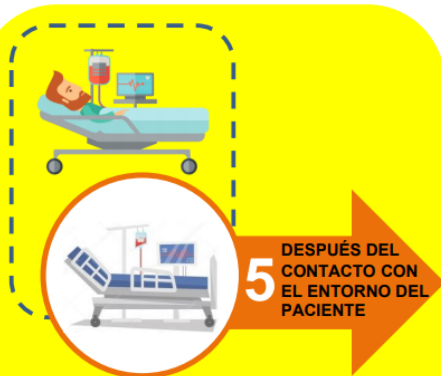 5
DESPUÉS DEL
CONTACTO CON
EL ENTORNO DEL
PACIENTE